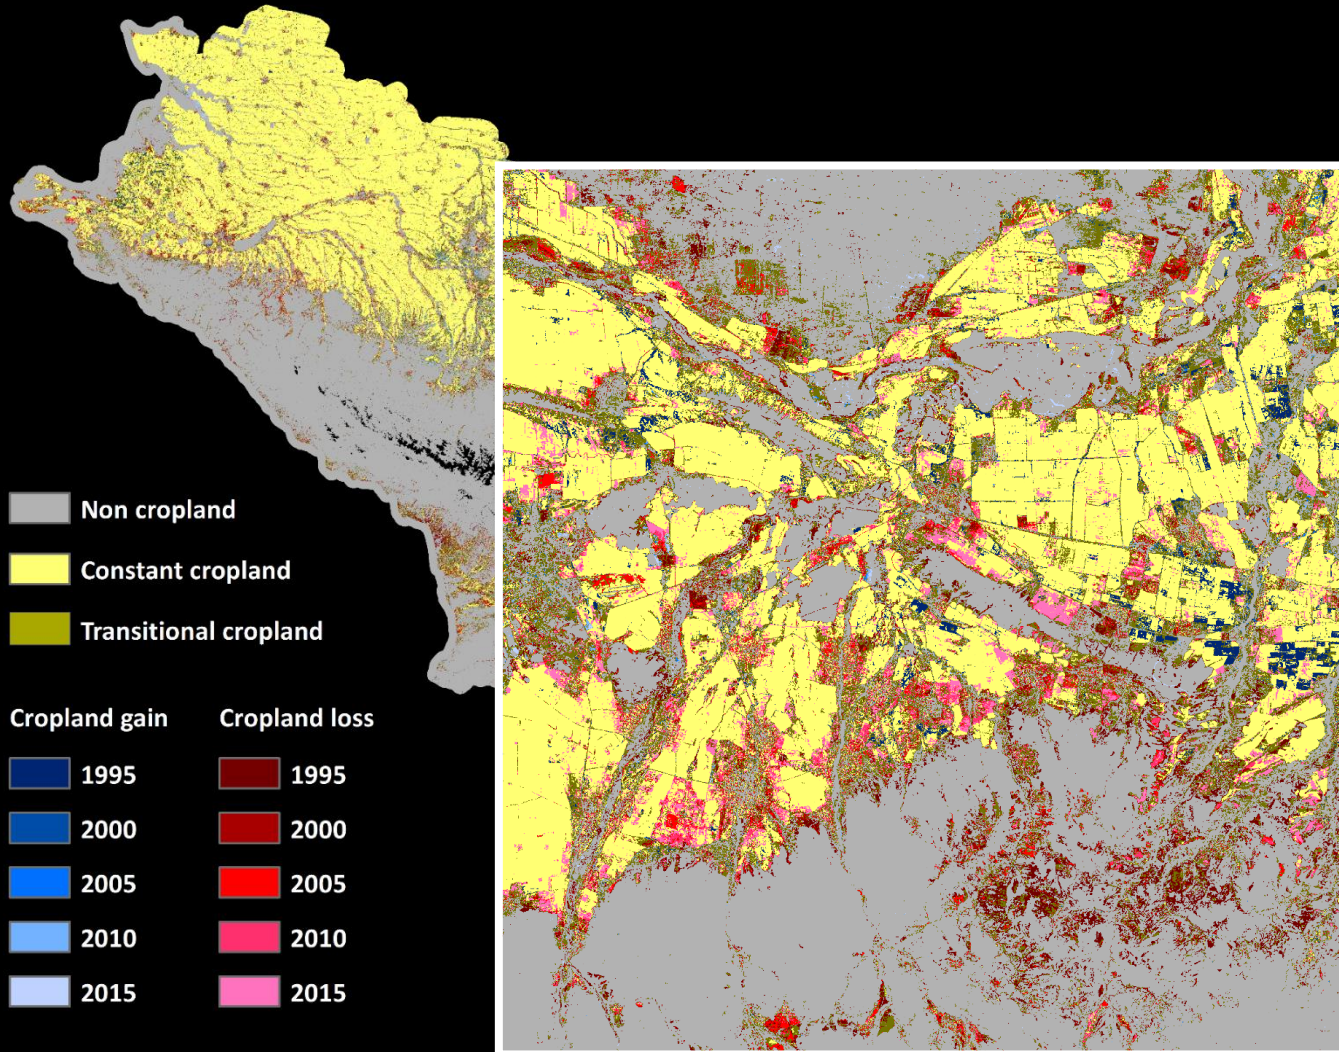 Non cropland
Constant cropland
Transitional cropland
Cropland gain Cropland loss
1995 1995
2000 2000
2005 2005
2010 2010
2015 2015